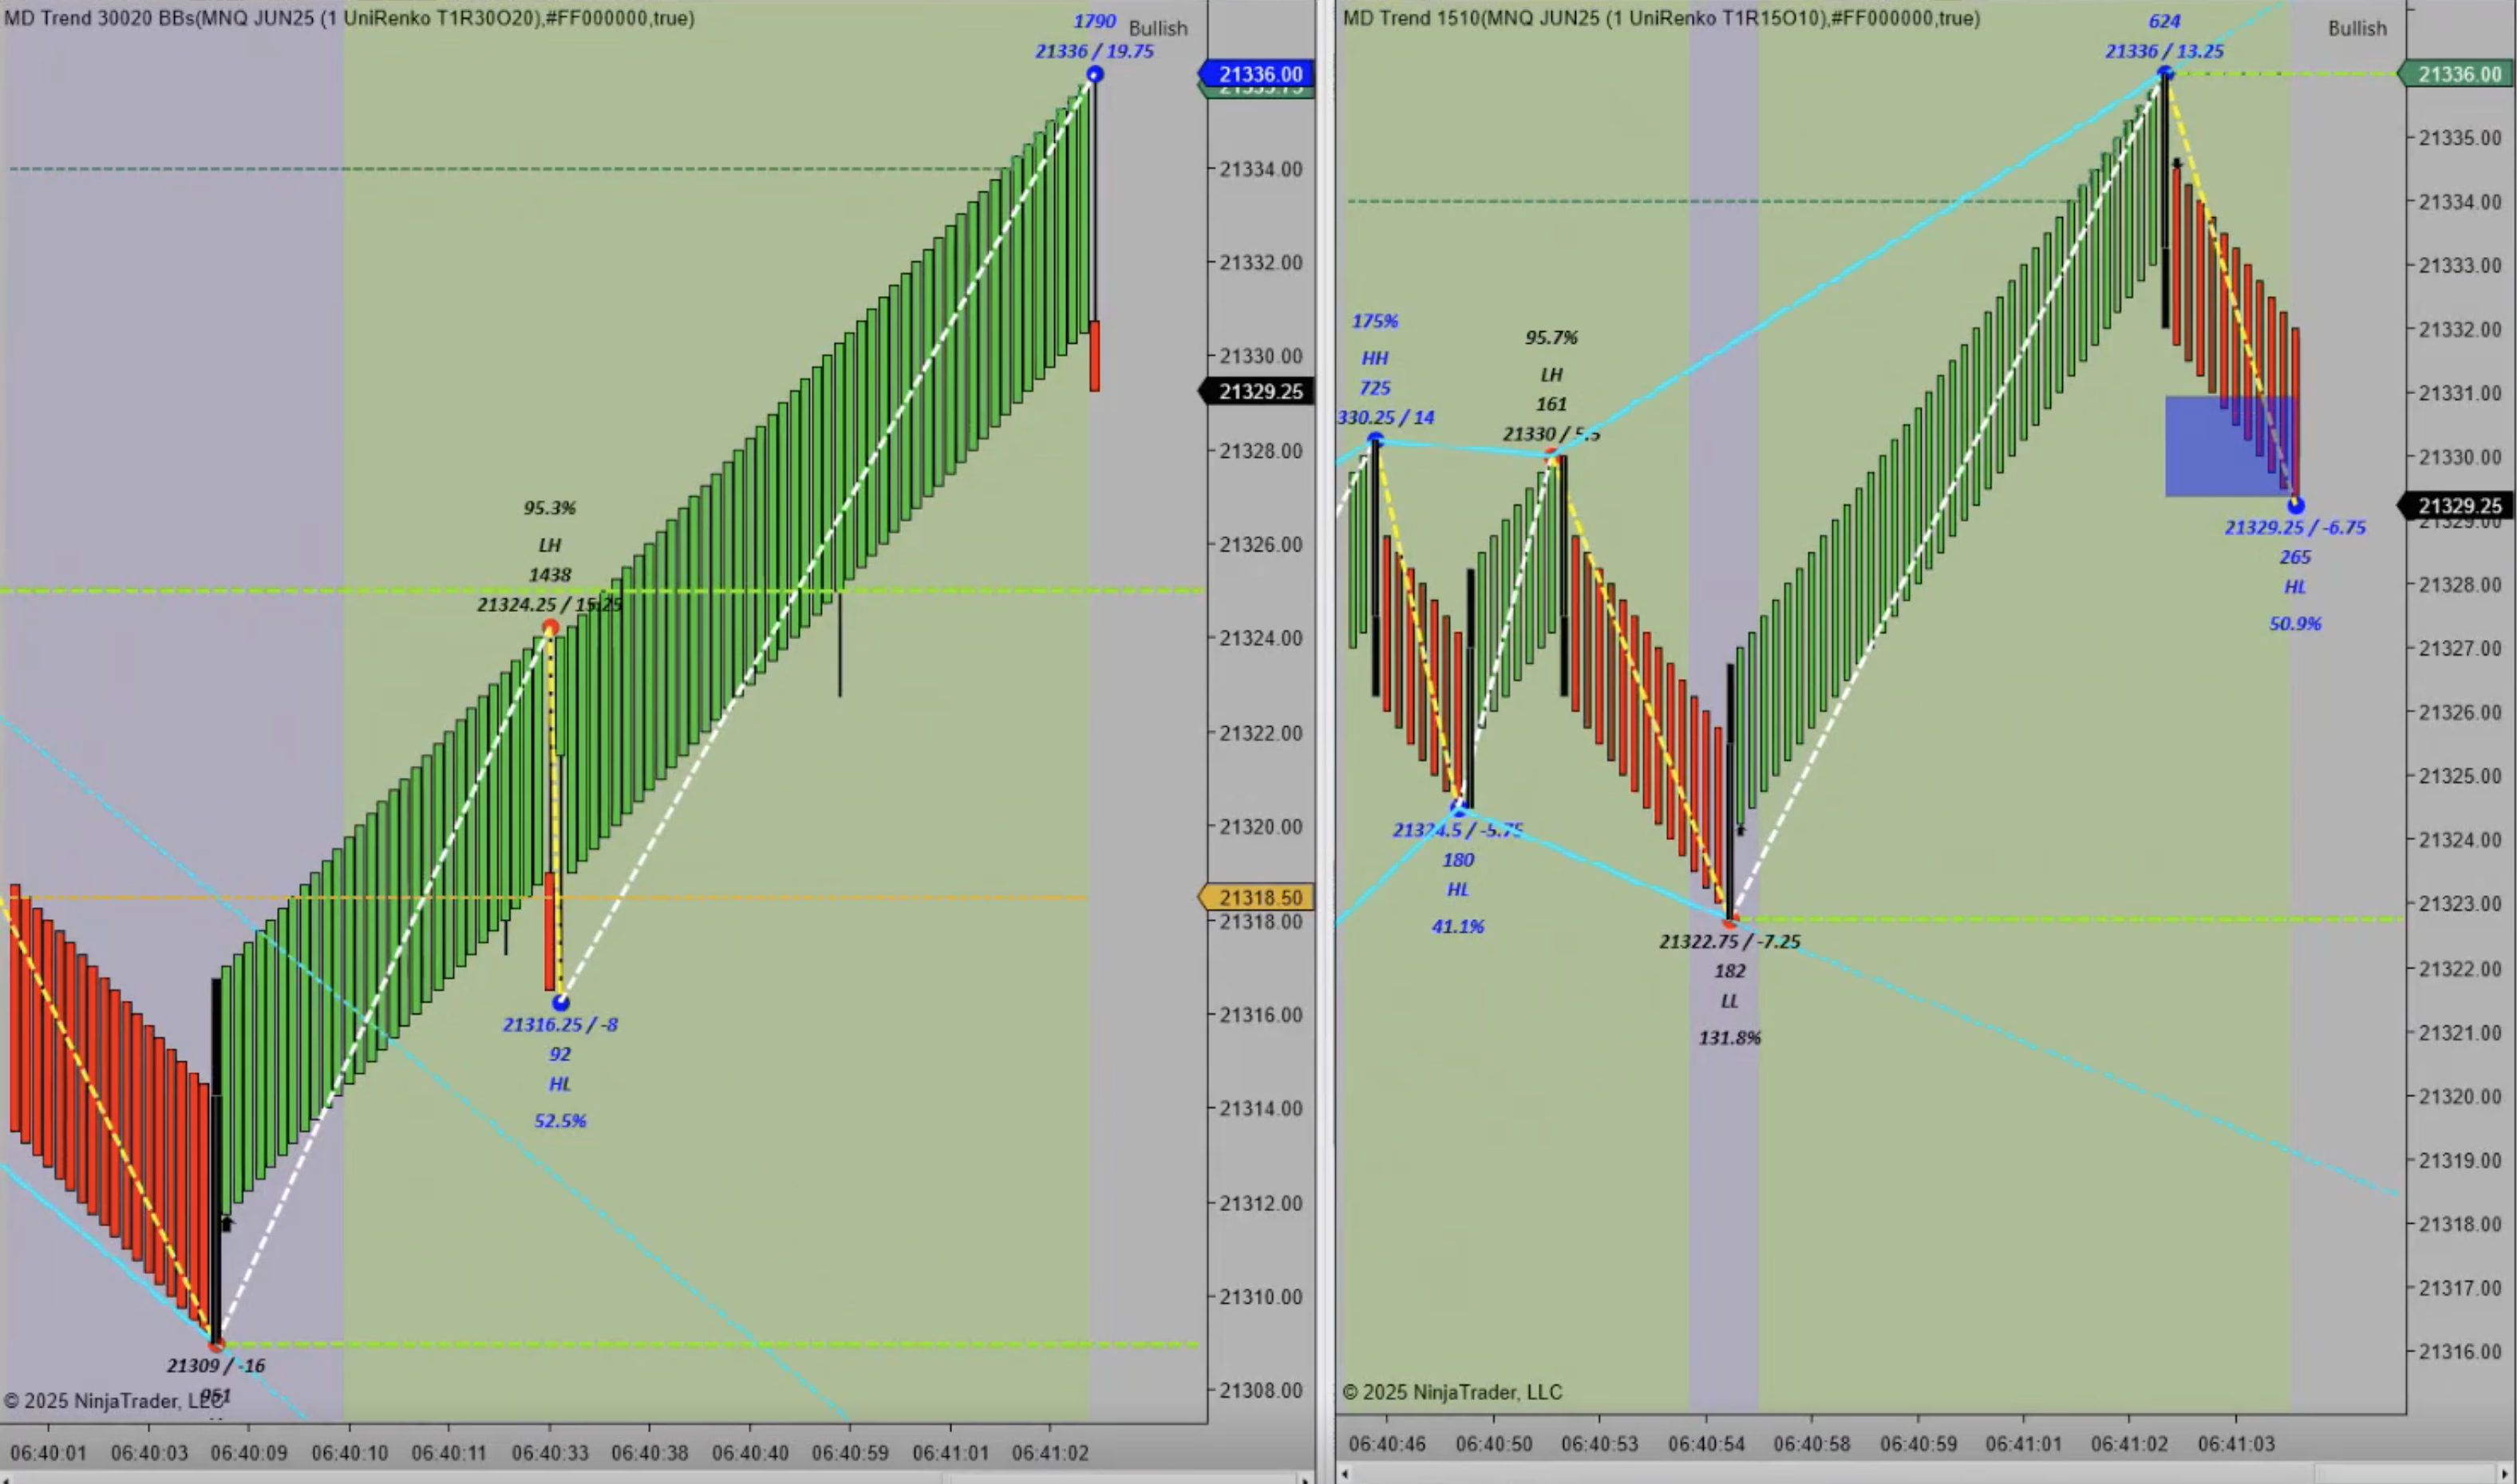 MD Trend 30020 BBs(MNQ JUN25 (1 UniRenko T1R30O20),#FF000000,true)
Bullish
1790
21336 / 19.75
95.3%
LH
1438
21324.25 / 15.25
21316.25 / -8
92
HL
52.5%
21309 / -16
951
© 2025 NinjaTrader, LLC
21336.00
21334.00
21332.00
21330.00
21329.25
21328.00
21326.00
21324.00
21322.00
21320.00
21318.50
21318.00
21316.00
21314.00
21312.00
21310.00
21308.00
06:40:01 06:40:03 06:40:09 06:40:10 06:40:11 06:40:33 06:40:38 06:40:40 06:40:59 06:41:01 06:41:02
MD Trend 1510(MNQ JUN25 (1 UniRenko T1R15O10),#FF000000,true)
Bullish
624
21336 / 13.25
175%
HH
725
330.25 / 14
95.7%
LH
161
21330 / 5.5
21324.5 / -5.75
180
HL
41.1%
21322.75 / -7.25
182
LL
131.8%
21329.25 / -6.75
265
HL
50.9%
© 2025 NinjaTrader, LLC
21336.00
21335.00
21334.00
21333.00
21332.00
21331.00
21330.00
21329.25
21329.00
21328.00
21327.00
21326.00
21325.00
21324.00
21323.00
21322.00
21321.00
21320.00
21319.00
21318.00
21317.00
21316.00
06:40:46 06:40:50 06:40:53 06:40:54 06:40:58 06:40:59 06:41:01 06:41:02 06:41:03